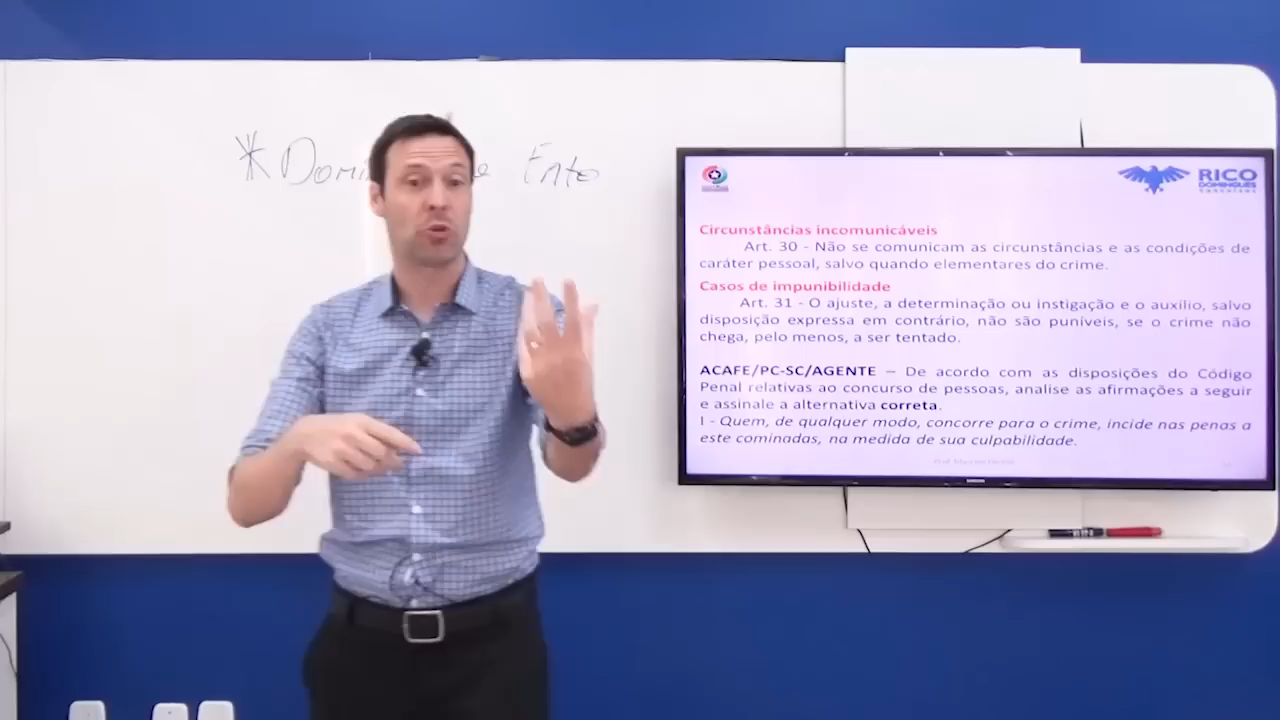 * Domi e Fato
RICO
DOMINGUES
CONCURSOS
Circunstâncias incomunicáveis
Art. 30 - Não se comunicam as circunstâncias e as condições de
caráter pessoal, salvo quando elementares do crime.
Casos de impunibilidade
Art. 31 - O ajuste, a determinação ou instigação e o auxílio, salvo
disposição expressa em contrário, não são puníveis, se o crime não
chega, pelo menos, a ser tentado.
ACAFE/PC-SC/AGENTE – De acordo com as disposições do Código
Penal relativas ao concurso de pessoas, analise as afirmações a seguir
e assinale a alternativa correta.
I - Quem, de qualquer modo, concorre para o crime, incide nas penas a
este cominadas, na medida de sua culpabilidade.
SAMSUNG